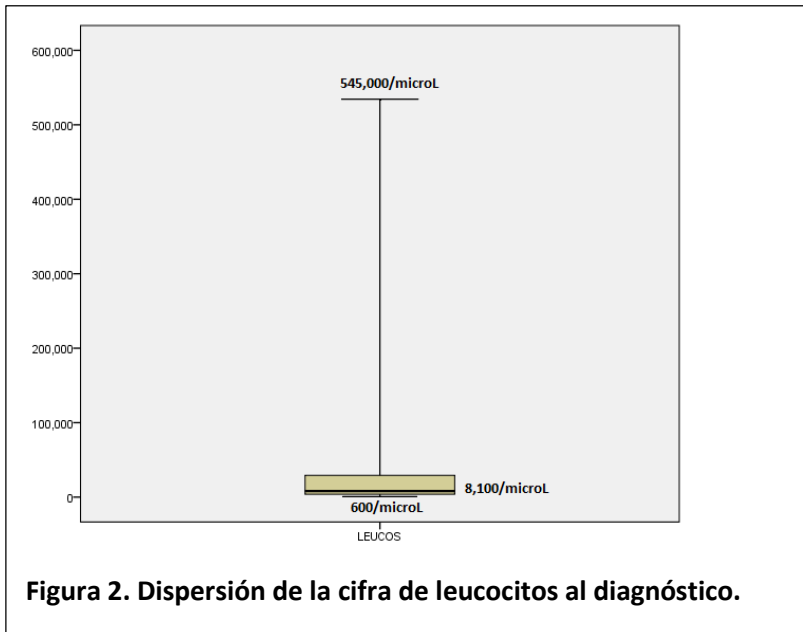 600,000
545,000/microL
500,000
400,000
300,000
200,000
100,000
8,100/microL
0
600/microL
LEUCOS
Figura 2. Dispersión de la cifra de leucocitos al diagnóstico.